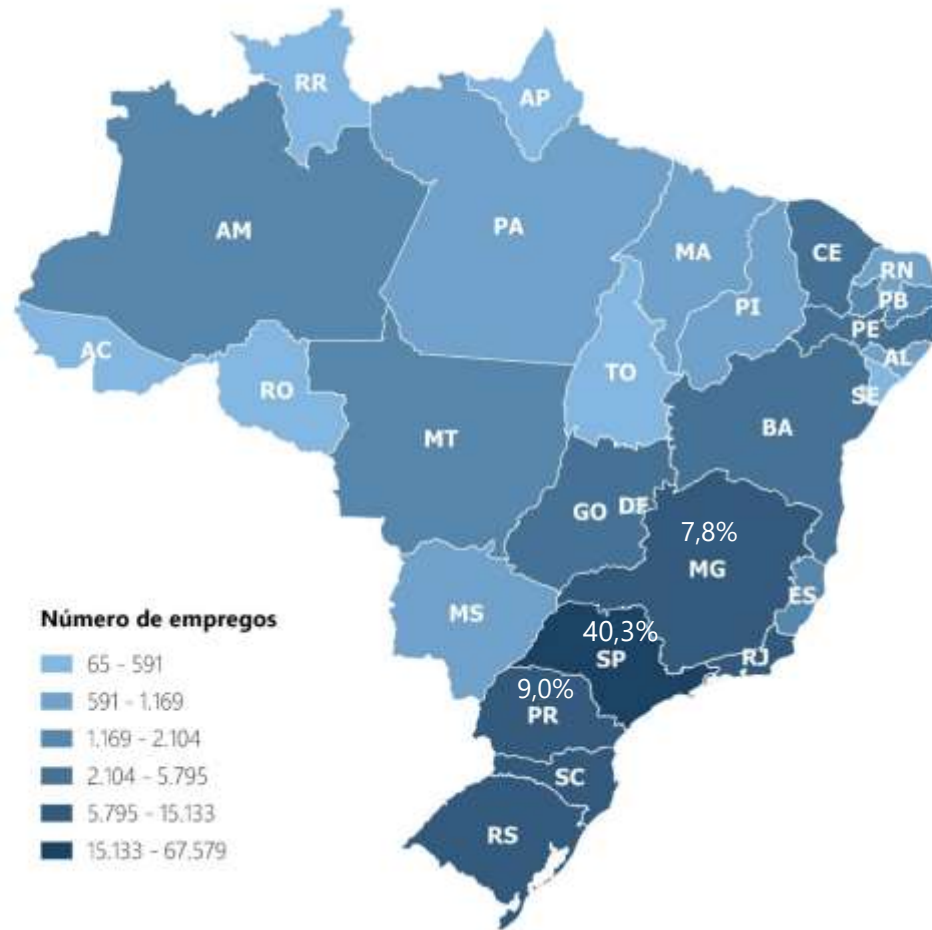 RR
AP
AM
PA
MA
CE
RN
PI
PB
PE
AC
AL
TO
RO
SE
BA
MT
GO
DF
7,8%
MG
ES
MS
40,3%
SP
RJ
9,0%
PR
SC
RS
Número de empregos
65 - 591
591 - 1.169
1.169 - 2.104
2.104 - 5.795
5.795 - 15.133
15.133 - 67.579